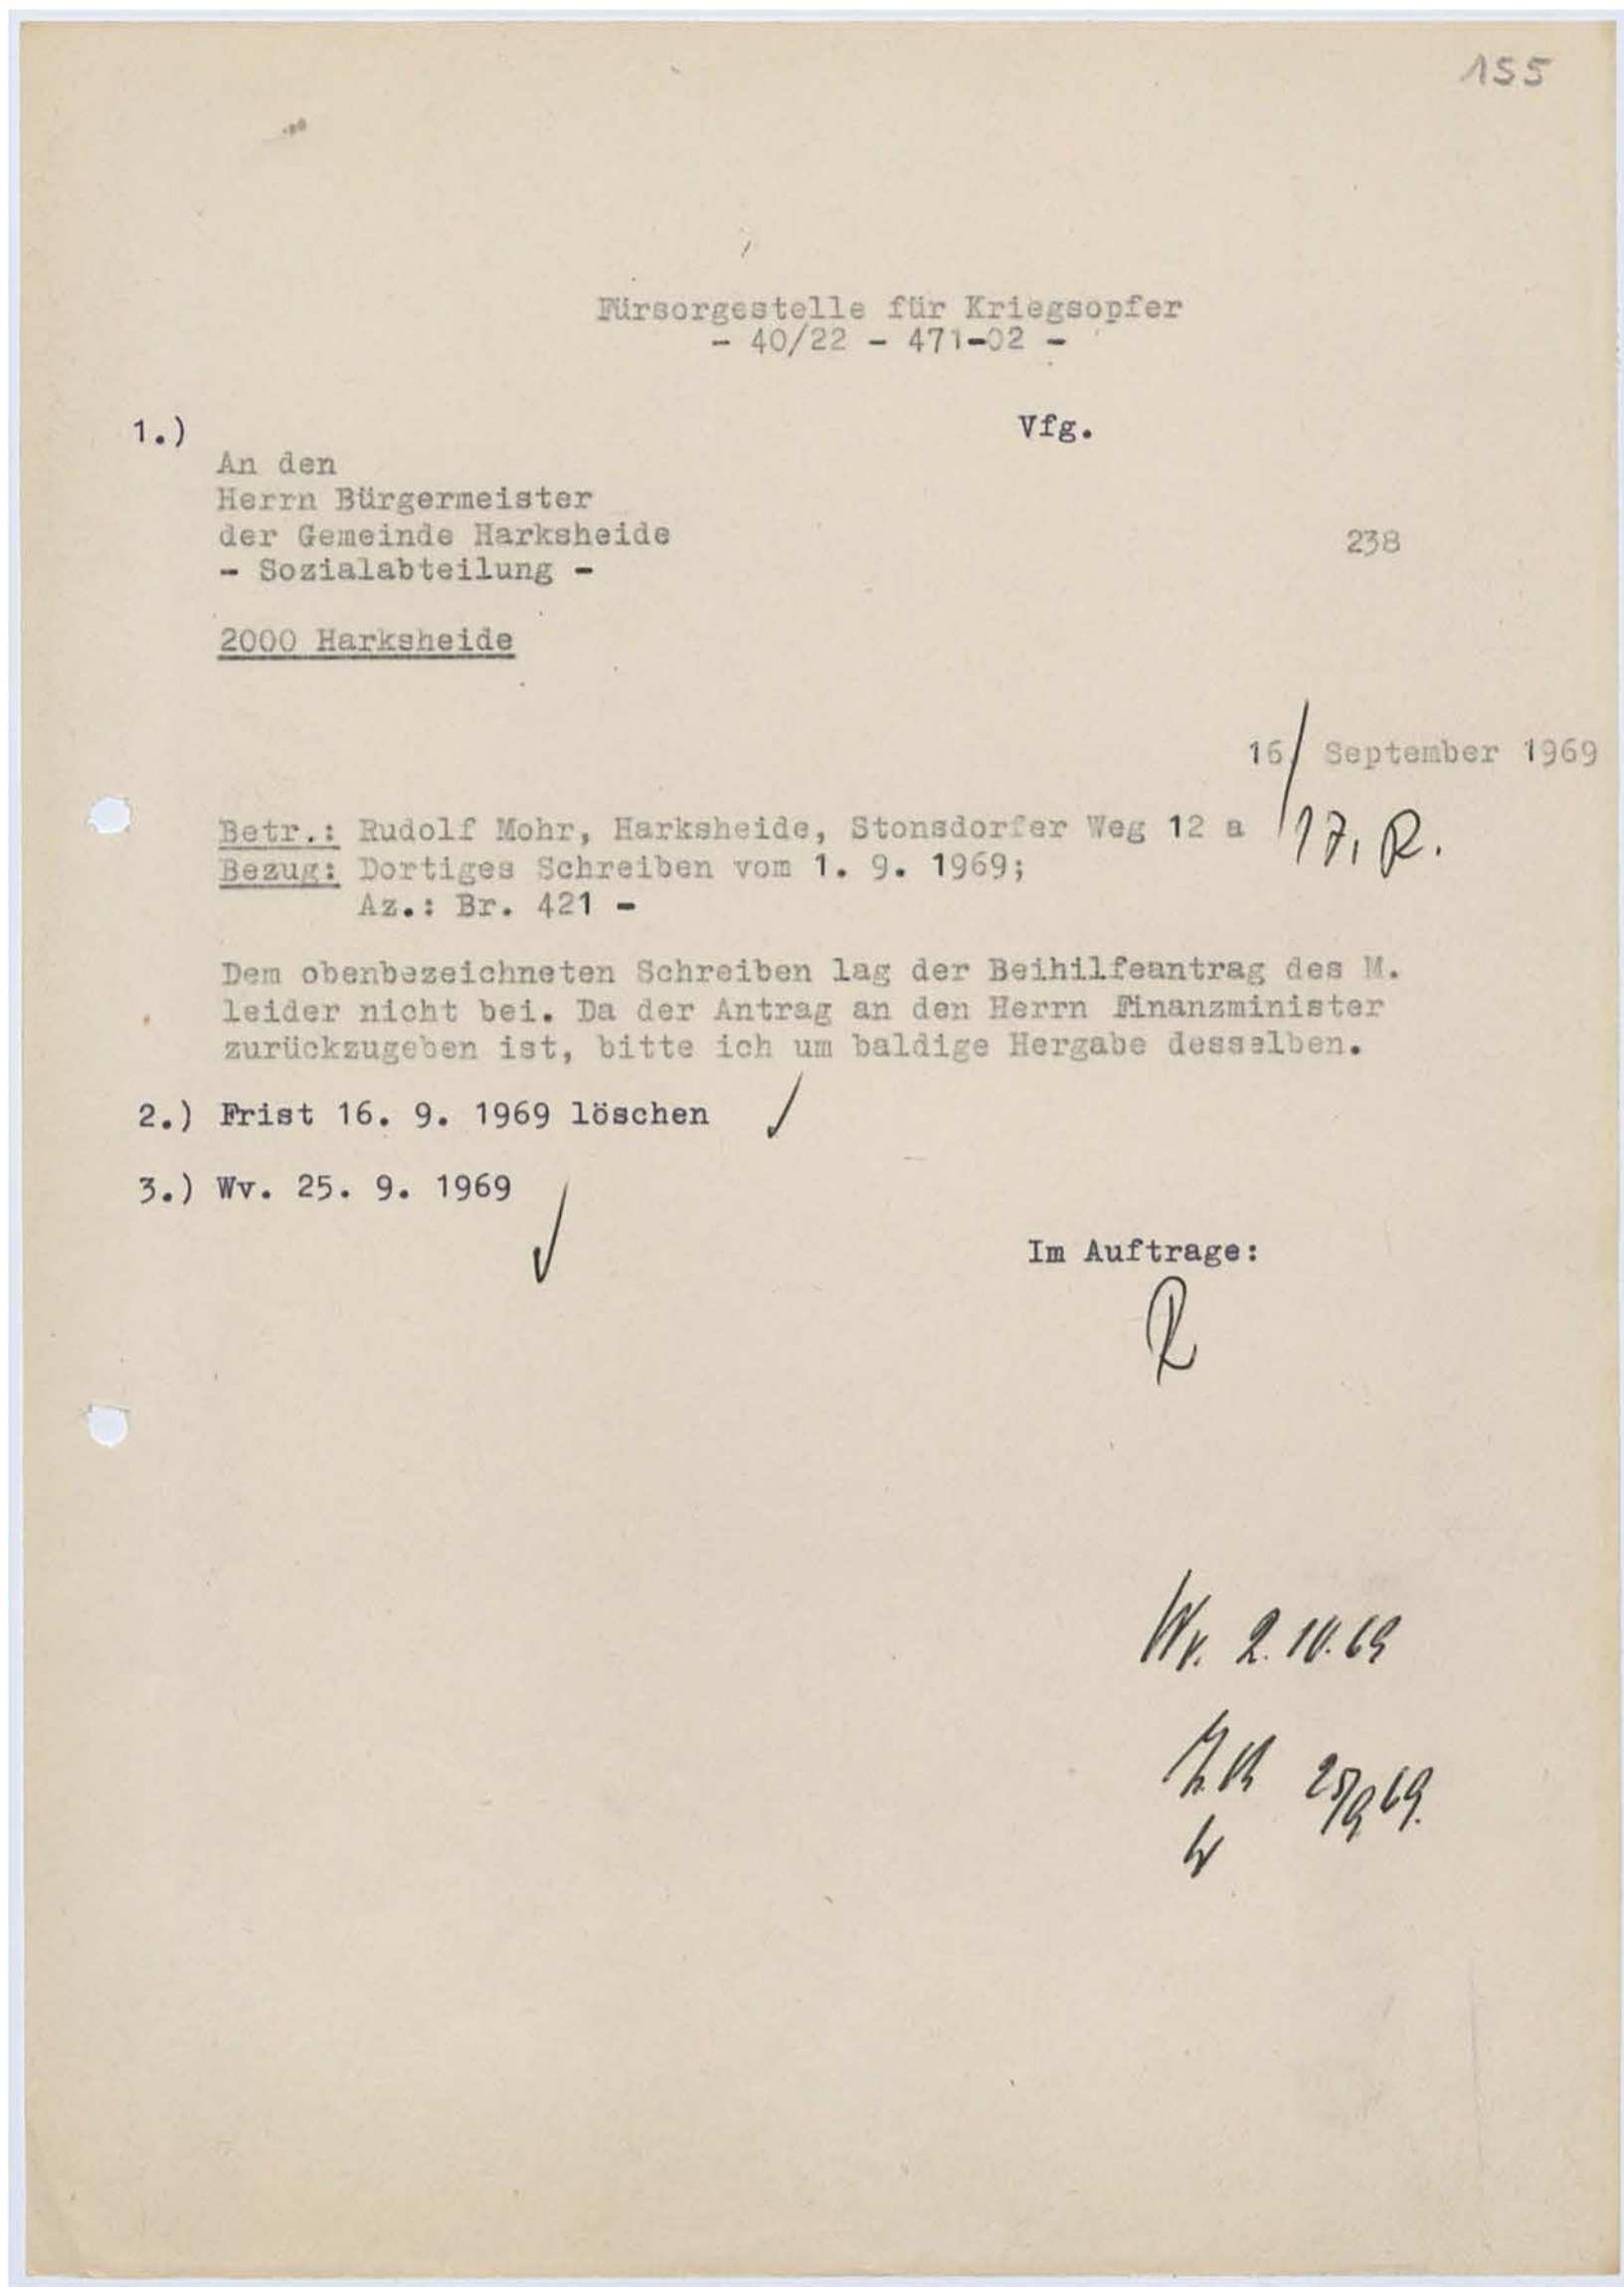 155
Fürsorgestelle für Kriegsopfer
- 40/22 - 471-02 -
1.) Vfg.
An den
Herrn Bürgermeister
der Gemeinde Harksheide
238
- Sozialabteilung -
2000 Harksheide
16. September 1969
Betr.: Rudolf Mohr, Harksheide, Stonsdorfer Weg 12 a
17. R.
Bezug: Dortiges Schreiben vom 1. 9. 1969;
Az.: Br. 421 -
Dem obenbezeichneten Schreiben lag der Beihilfeantrag des M.
leider nicht bei. Da der Antrag an den Herrn Finanzminister
zurückzugeben ist, bitte ich um baldige Hergabe desselben.
2.) Frist 16. 9. 1969 löschen
3.) Wv. 25. 9. 1969
Im Auftrage:
R
Wv. 2.10.69